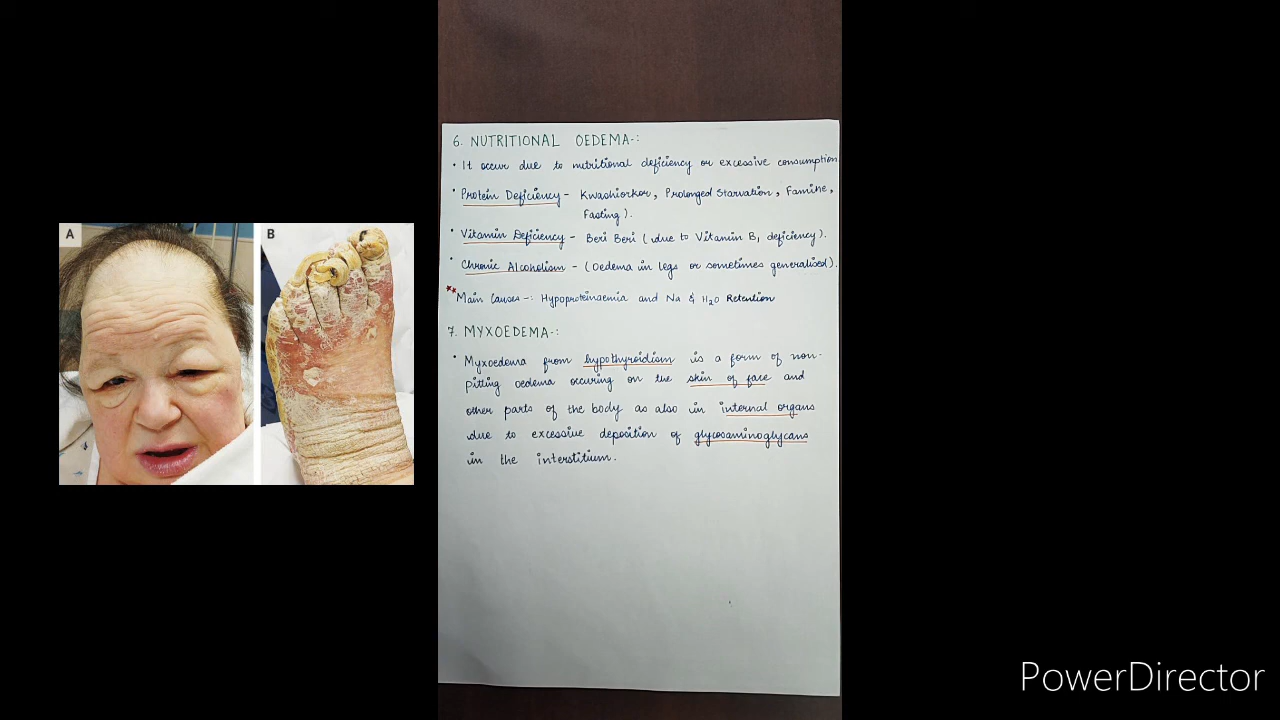 A
B
6. NUTRITIONAL OEDEMA-:
• It occur due to nutritional deficiency or excessive consumption.
• Protein Deficiency - Kwashiorkor, Prolonged Starvation, Famine,
Fasting).
• Vitamin Deficiency - Beri Beri (due to Vitamin B1 deficiency).
• Chronic Alcoholism - (Oedema in legs or sometimes generalised).
** Main Causes -: Hypoproteinaemia and Na & H2O Retention
7. MYXOEDEMA-:
• Myxoedema from hypothyroidism is a form of non-
pitting oedema occuring on the skin of face and
other parts of the body as also in internal organs
due to excessive deposition of glycosaminoglycans
in the interstitium.
PowerDirector